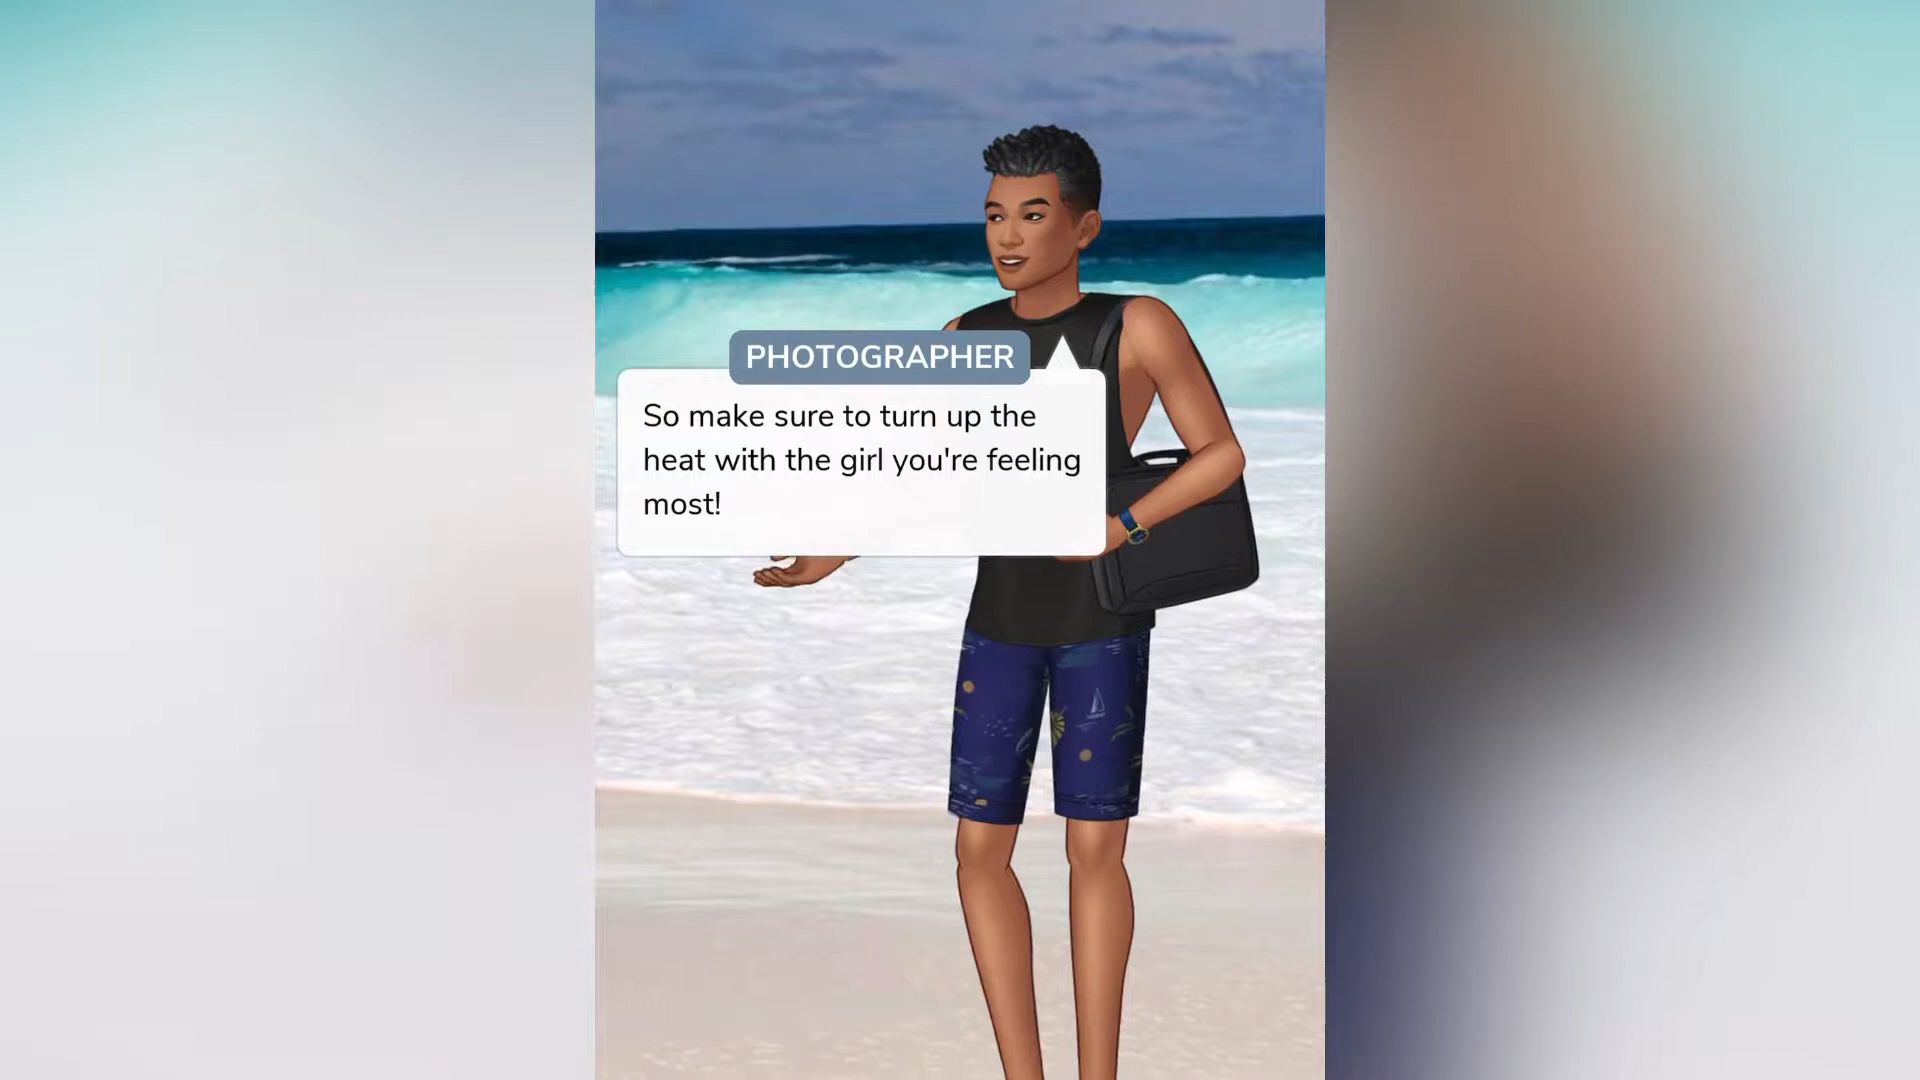 PHOTOGRAPHER
So make sure to turn up the
heat with the girl you're feeling
most!